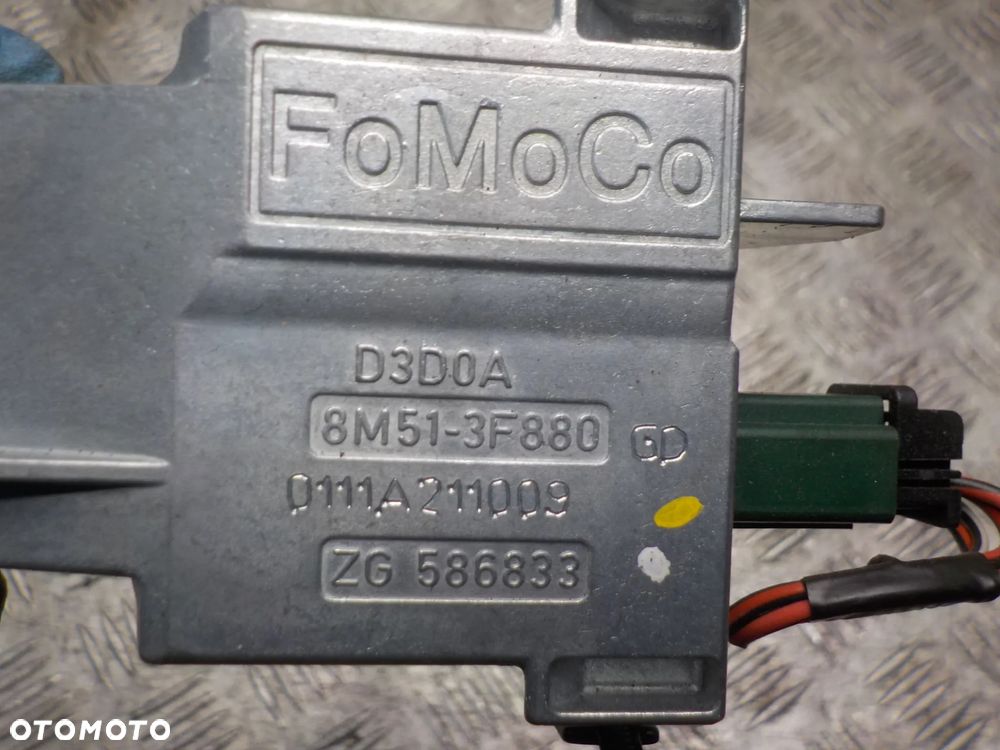 FoMoCo
D3D0A
8M51-3F880 GD
0111A211009
ZG 586833
OTOMOTO